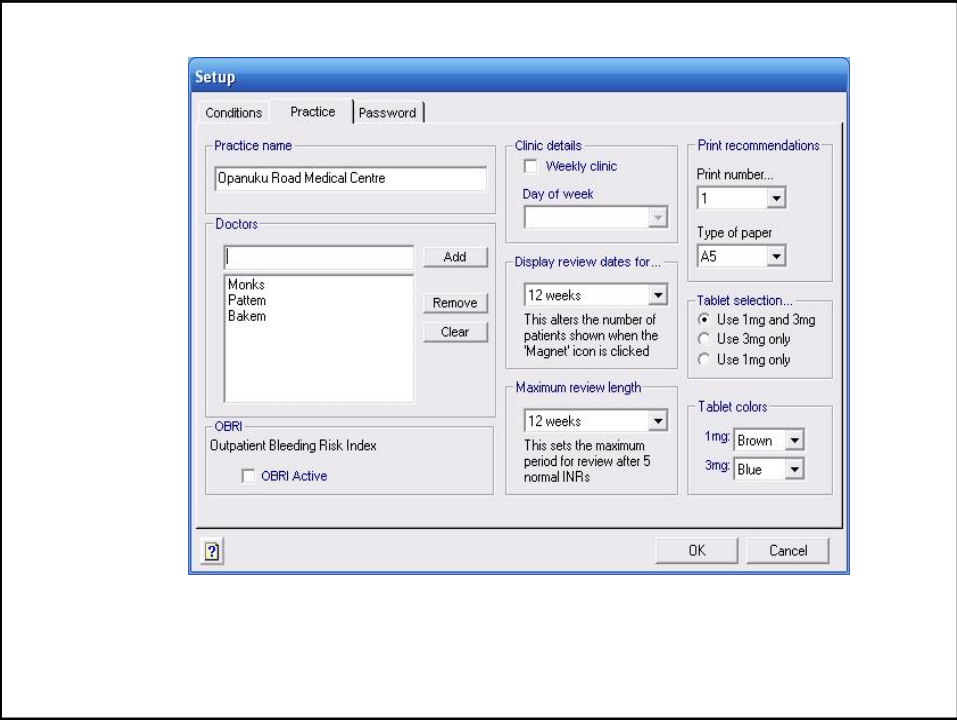 Setup
Conditions
Practice
Password
Practice name
Opanuku Road Medical Centre
Doctors
Add
Monks
Pattem
Bakem
Remove
Clear
OBRI
Outpatient Bleeding Risk Index
OBRI Active
Clinic details
Weekly clinic
Day of week
Display review dates for...
12 weeks
This alters the number of
patients shown when the
'Magnet' icon is clicked
Maximum review length
12 weeks
This sets the maximum
period for review after 5
normal INRs
Print recommendations
Print number...
1
Type of paper
A5
Tablet selection...
Use 1mg and 3mg
Use 3mg only
Use 1mg only
Tablet colors
1mg: Brown
3mg: Blue
?
OK
Cancel